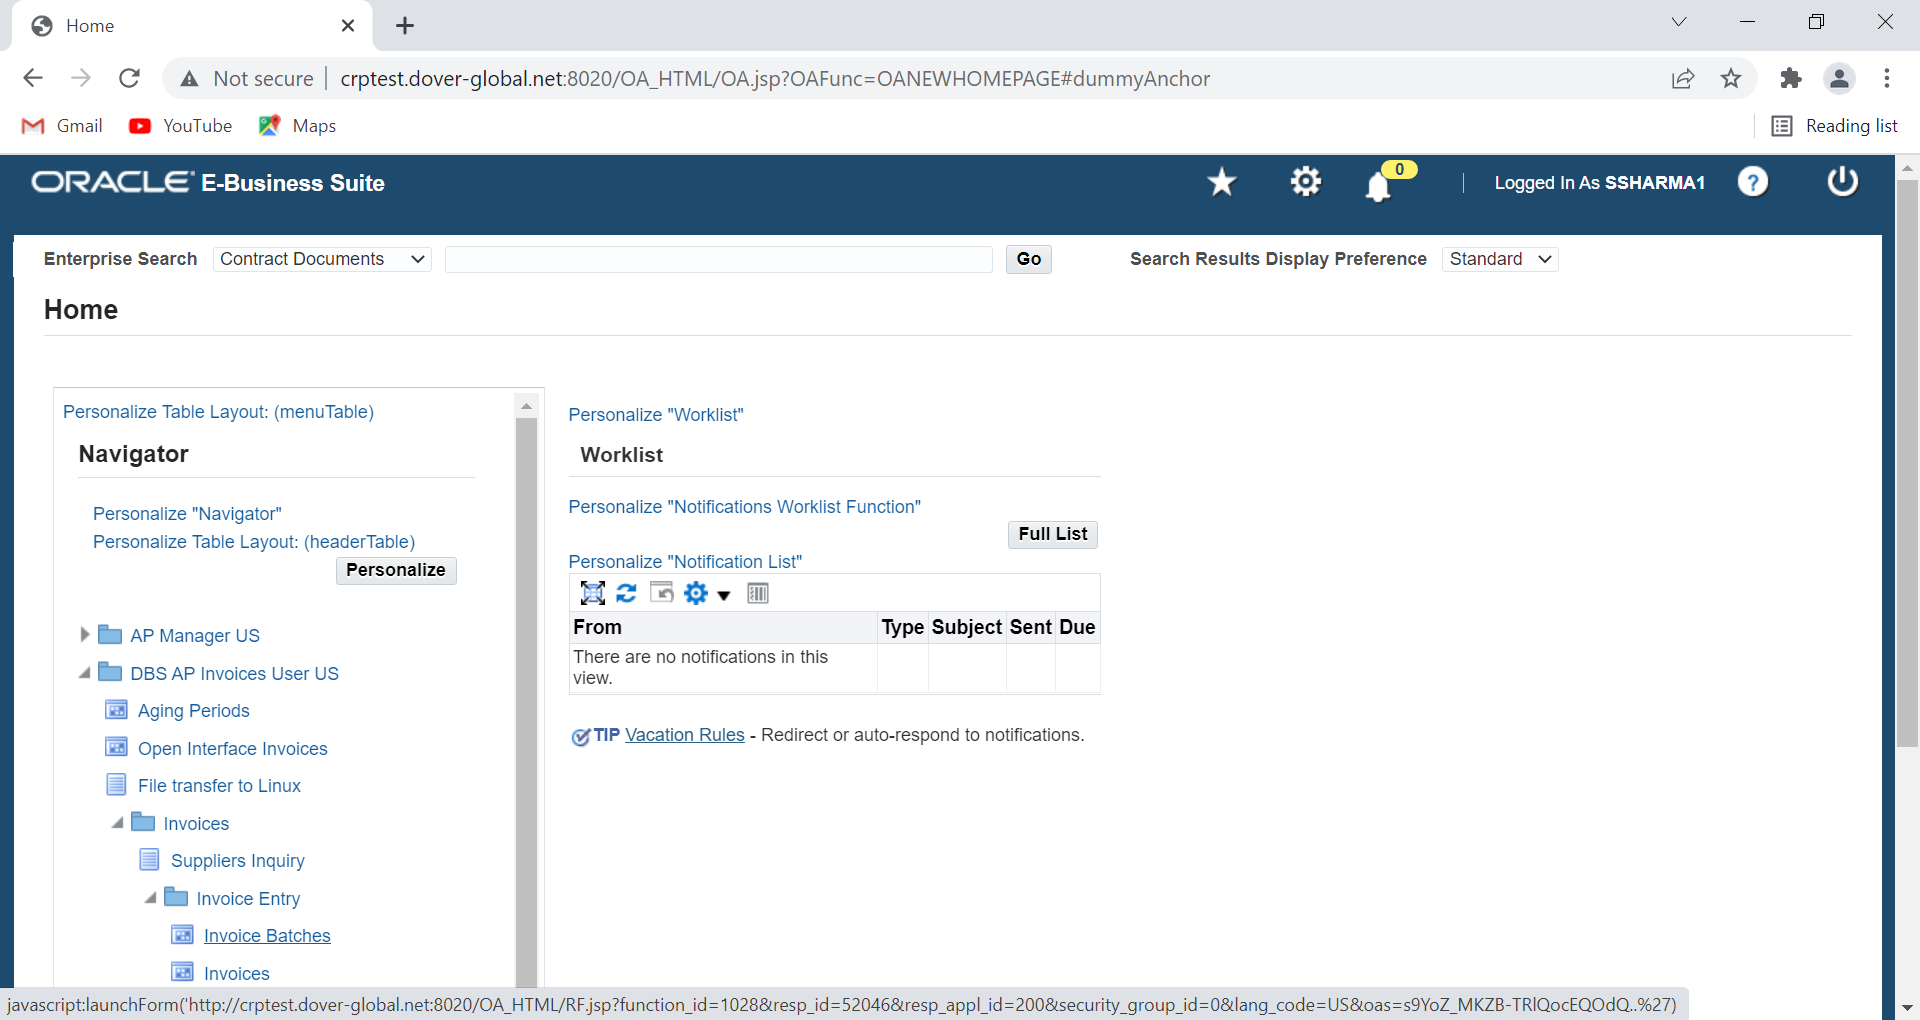 Home
Not secure
crptest.dover-global.net:8020/OA_HTML/OA.jsp?OAFunc=OANEWHOMEPAGE#dummyAnchor
Gmail
YouTube
Maps
Reading list
ORACLE E-Business Suite
0
Logged In As SSHARMA1
?
Enterprise Search
Contract Documents
Go
Search Results Display Preference
Standard
Home
Personalize Table Layout: (menuTable)
Navigator
Personalize "Navigator"
Personalize Table Layout: (headerTable)
Personalize
AP Manager US
DBS AP Invoices User US
Aging Periods
Open Interface Invoices
File transfer to Linux
Invoices
Suppliers Inquiry
Invoice Entry
Invoice Batches
Invoices
Personalize "Worklist"
Worklist
Personalize "Notifications Worklist Function"
Full List
Personalize "Notification List"
From Type Subject Sent Due
There are no notifications in this
view.
TIP Vacation Rules - Redirect or auto-respond to notifications.
javascript:launchForm('http://crptest.dover-global.net:8020/OA_HTML/RF.jsp?function_id=1028&resp_id=52046&resp_appl_id=200&security_group_id=0&lang_code=US&oas=s9YoZ_MKZB-TRlQocEQOdQ..%27)